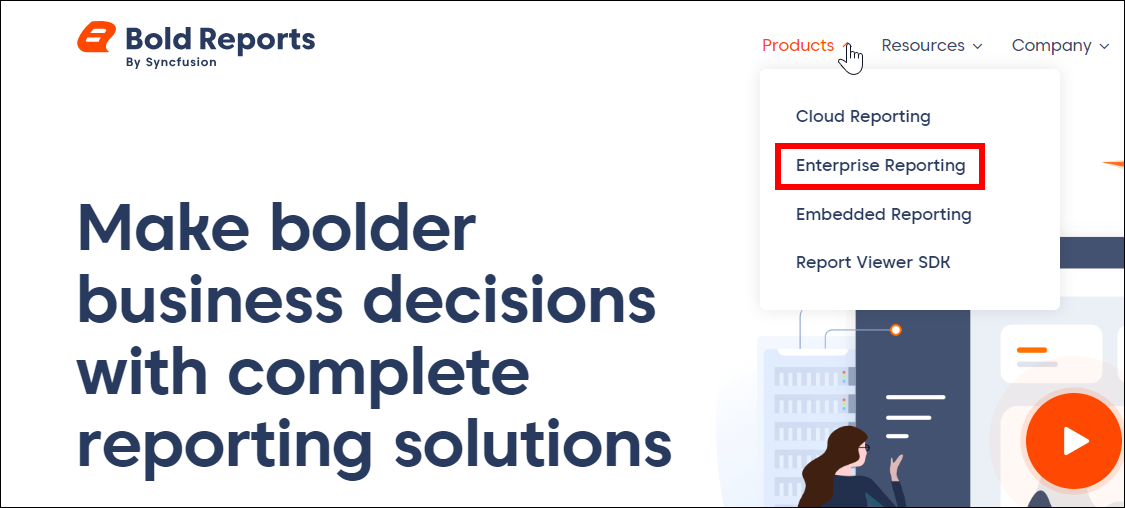 Bold Reports
By Syncfusion
Products Resources Company
Cloud Reporting
Enterprise Reporting
Embedded Reporting
Report Viewer SDK
Make bolder
business decisions
with complete
reporting solutions